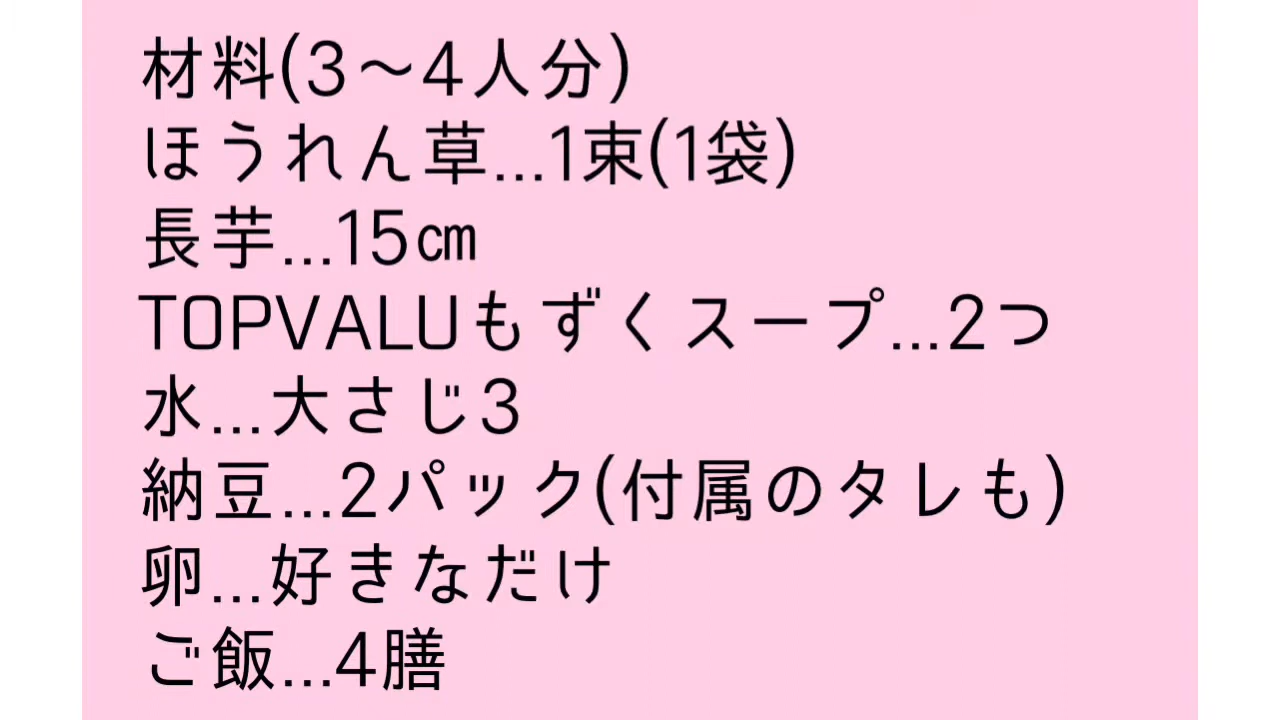 材料(3～4人分)
ほうれん草...1束(1袋)
長芋...15㎝
TOPVALUもずくスープ...2つ
水...大さじ3
納豆...2パック(付属のタレも)
卵...好きなだけ
ご飯...4膳